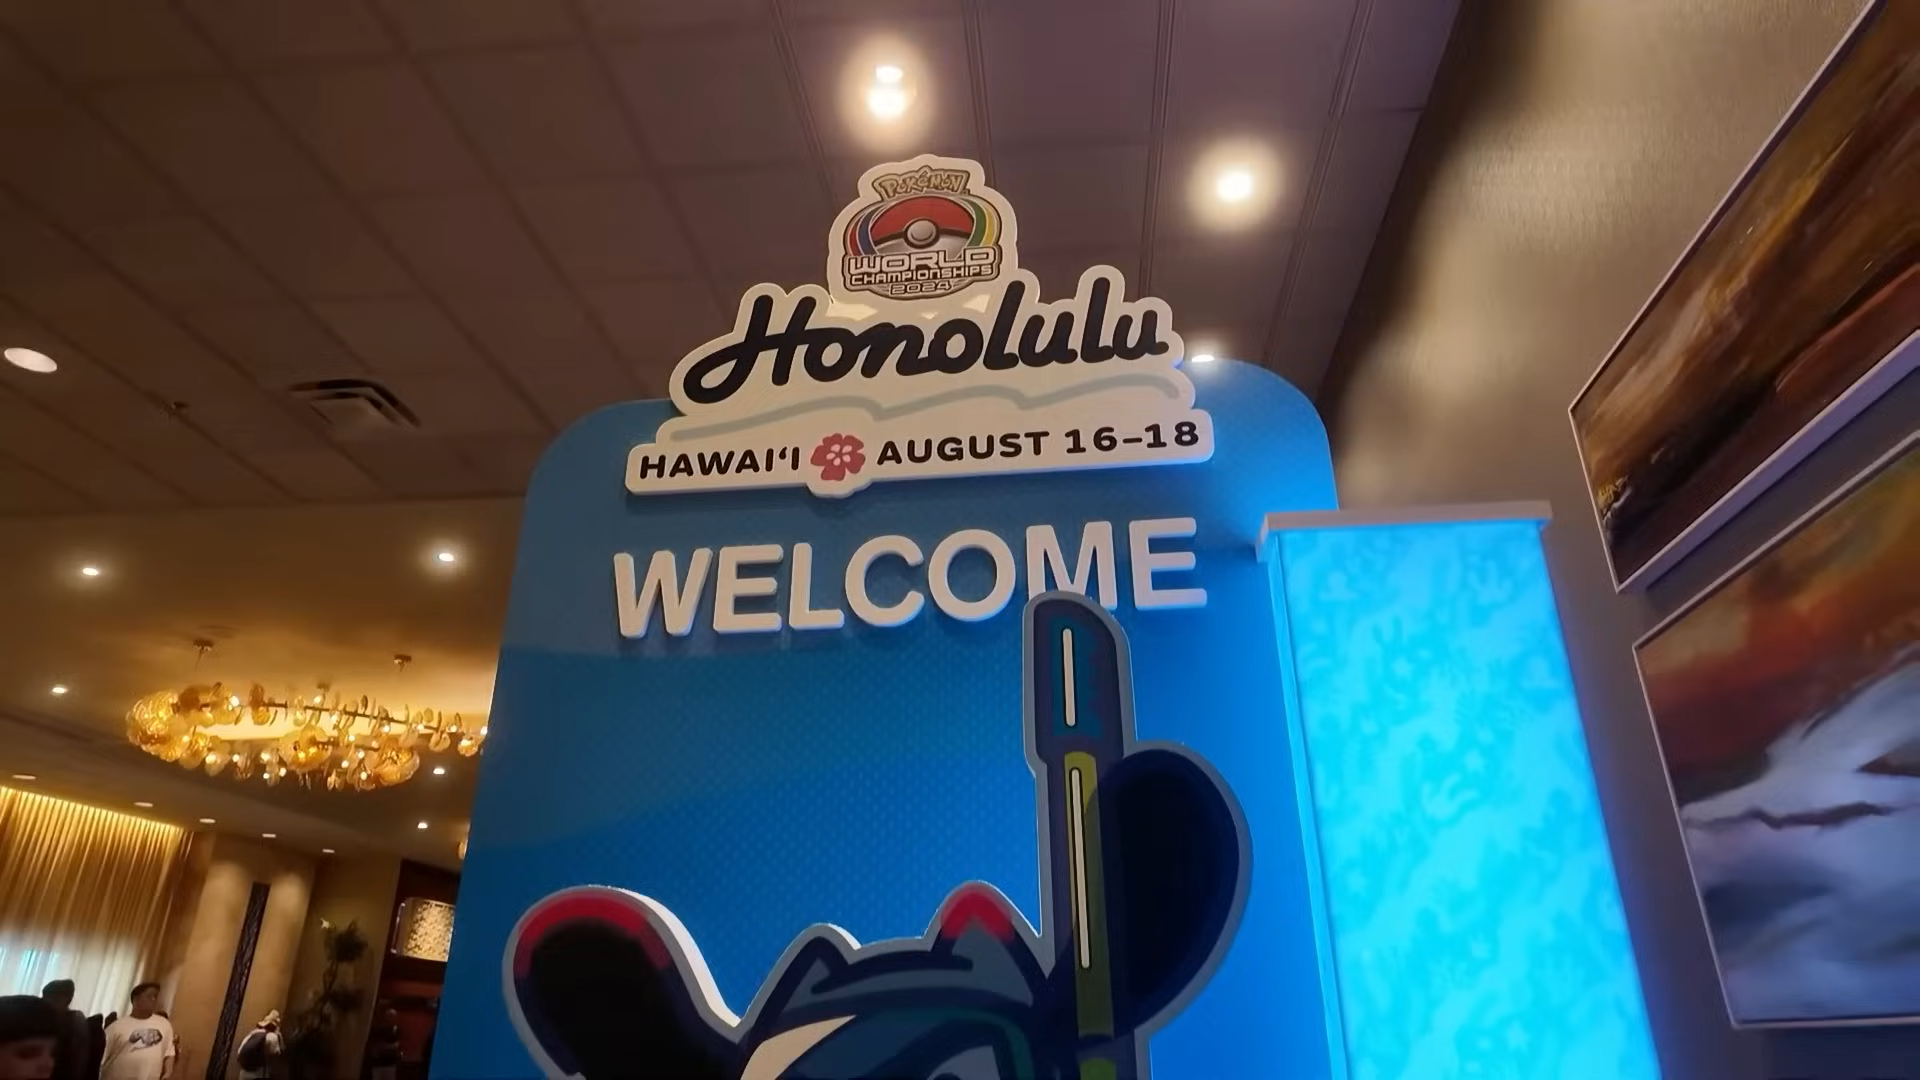 POKÉMON
WORLD
CHAMPIONSHIPS
2024
Honolulu
HAWAIʻI AUGUST 16–18
WELCOME